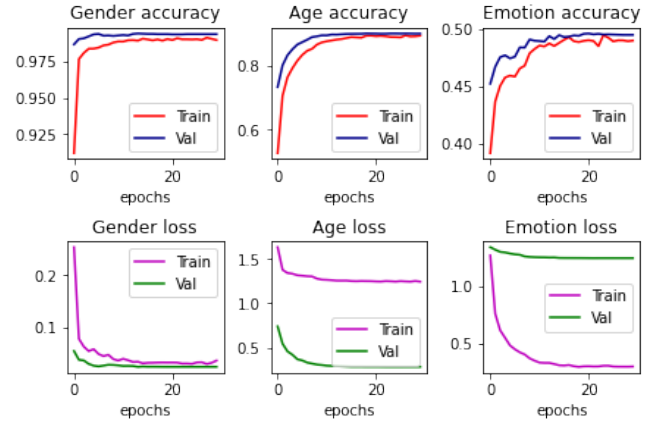 Gender accuracy Age accuracy Emotion accuracy
0.975
0.950
0.925
Train
Val
0 20
epochs
0.8
0.6
Train
Val
0 20
epochs
0.50
0.45
0.40
Train
Val
0 20
epochs
Gender loss Age loss Emotion loss
0.2
0.1
Train
Val
0 20
epochs
1.5
1.0
0.5
Train
Val
0 20
epochs
1.0
0.5
Train
Val
0 20
epochs